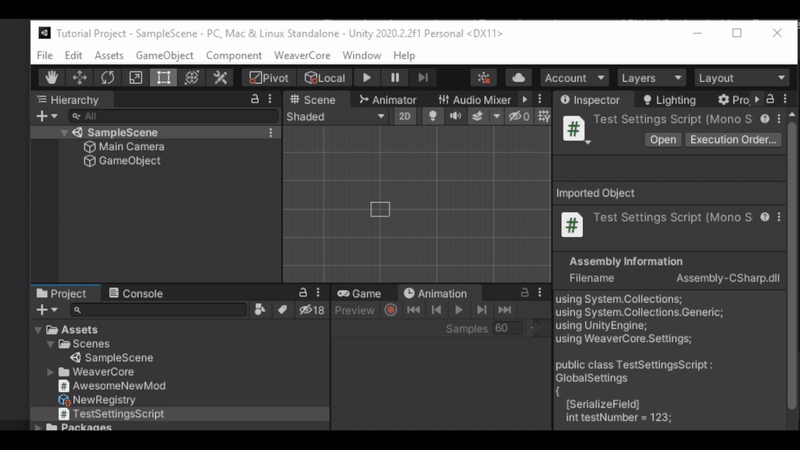 Tutorial Project - SampleScene - PC, Mac & Linux Standalone - Unity 2020.2.2f1 Personal <DX11>
File Edit Assets GameObject Component WeaverCore Window Help
Pivot Local Account Layers Layout
Hierarchy
All
SampleScene
Main Camera
GameObject
Scene Animator Audio Mixer
Shaded 2D 0
Inspector Lighting Pro
Test Settings Script (Mono S
Open Execution Order...
Imported Object
Test Settings Script (Mono S
Assembly Information
Filename Assembly-CSharp.dll
using System.Collections;
using System.Collections.Generic;
using UnityEngine;
using WeaverCore.Settings;
public class TestSettingsScript :
GlobalSettings
{
[SerializeField]
int testNumber = 123;
Project Console
18
Assets
Scenes
SampleScene
WeaverCore
AwesomeNewMod
NewRegistry
TestSettingsScript
Packages
Game Animation
Preview
Samples 60